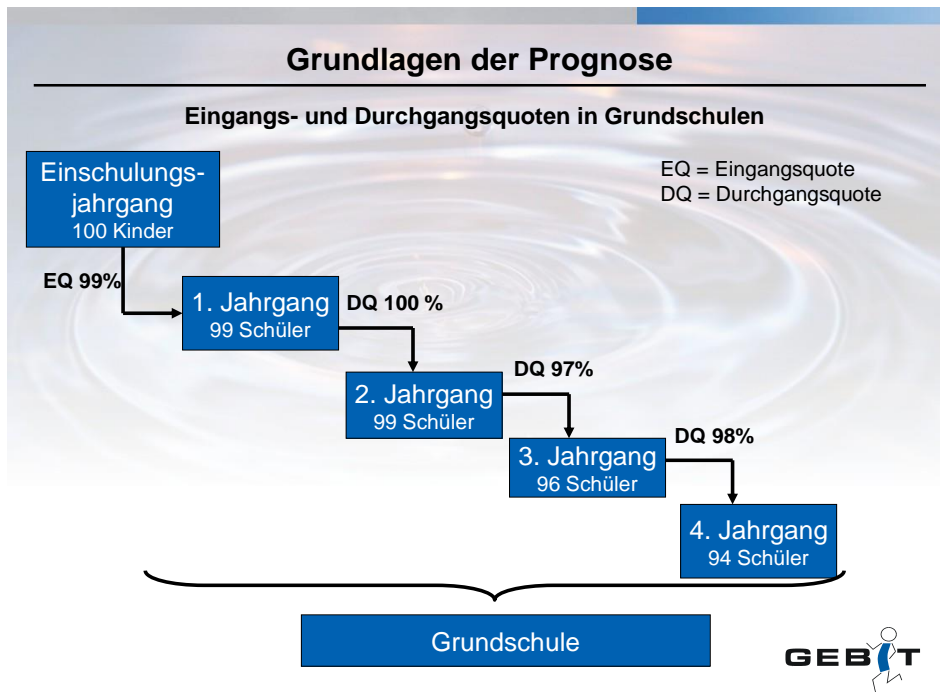 Grundlagen der Prognose
Eingangs- und Durchgangsquoten in Grundschulen
EQ = Eingangsquote
DQ = Durchgangsquote
Einschulungs-
jahrgang
100 Kinder
EQ 99%
1. Jahrgang
99 Schüler
DQ 100 %
2. Jahrgang
99 Schüler
DQ 97%
3. Jahrgang
96 Schüler
DQ 98%
4. Jahrgang
94 Schüler
Grundschule
GEBIT